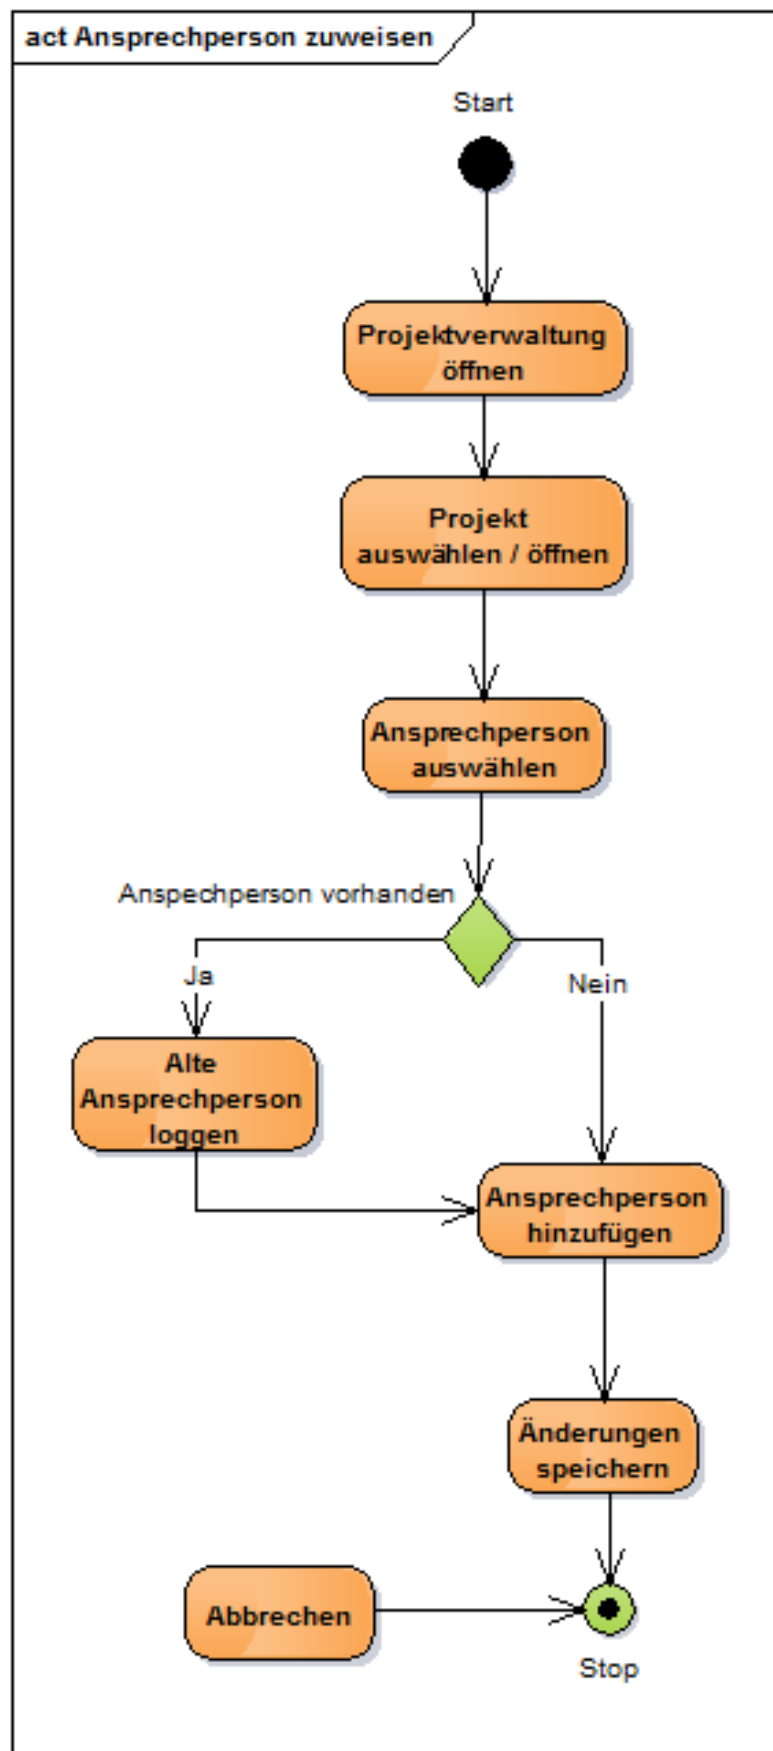 act Ansprechperson zuweisen
Start
Projektverwaltung
öffnen
Projekt
auswählen / öffnen
Ansprechperson
auswählen
Anspechperson vorhanden
Ja
Nein
Alte
Ansprechperson
loggen
Ansprechperson
hinzufügen
Änderungen
speichern
Abbrechen
Stop